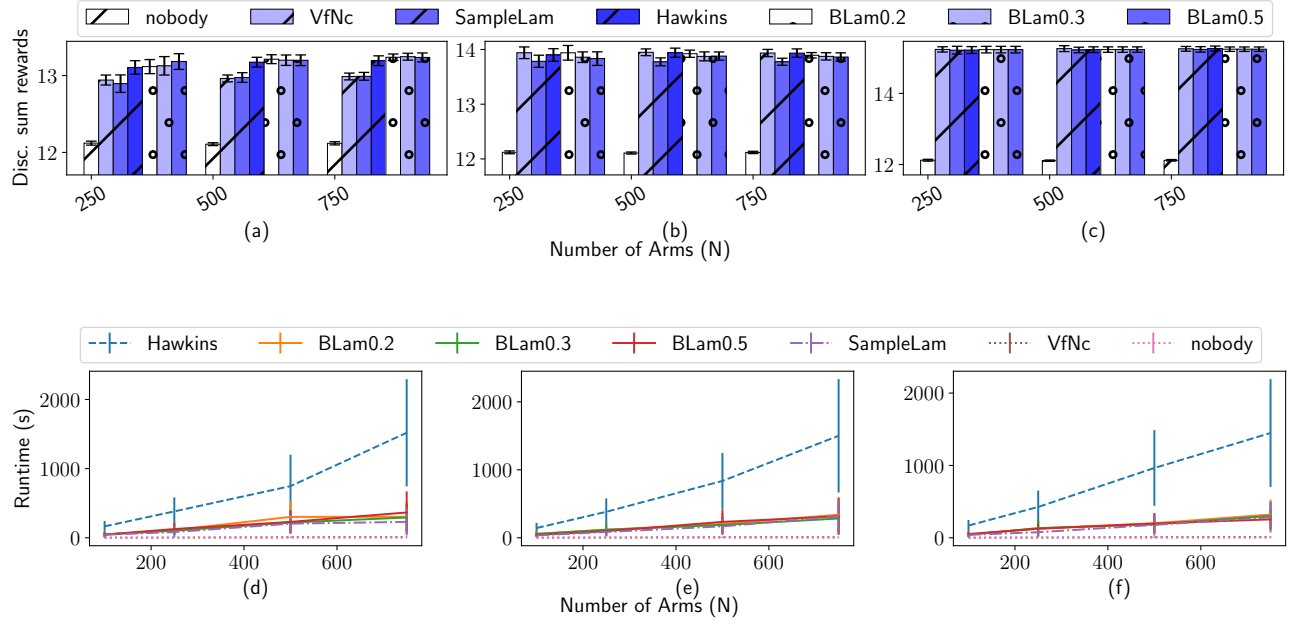 nobody VfNc SampleLam Hawkins BLam0.2 BLam0.3 BLam0.5
Disc. sum rewards
13
12
250 500 750
(a)
14
13
12
250 500 750
(b)
14
12
250 500 750
(c)
Number of Arms (N)
Hawkins BLam0.2 BLam0.3 BLam0.5 SampleLam VfNc nobody
Runtime (s)
2000
1000
0
200 400 600
(d)
2000
1000
0
200 400 600
(e)
2000
1000
0
200 400 600
(f)
Number of Arms (N)